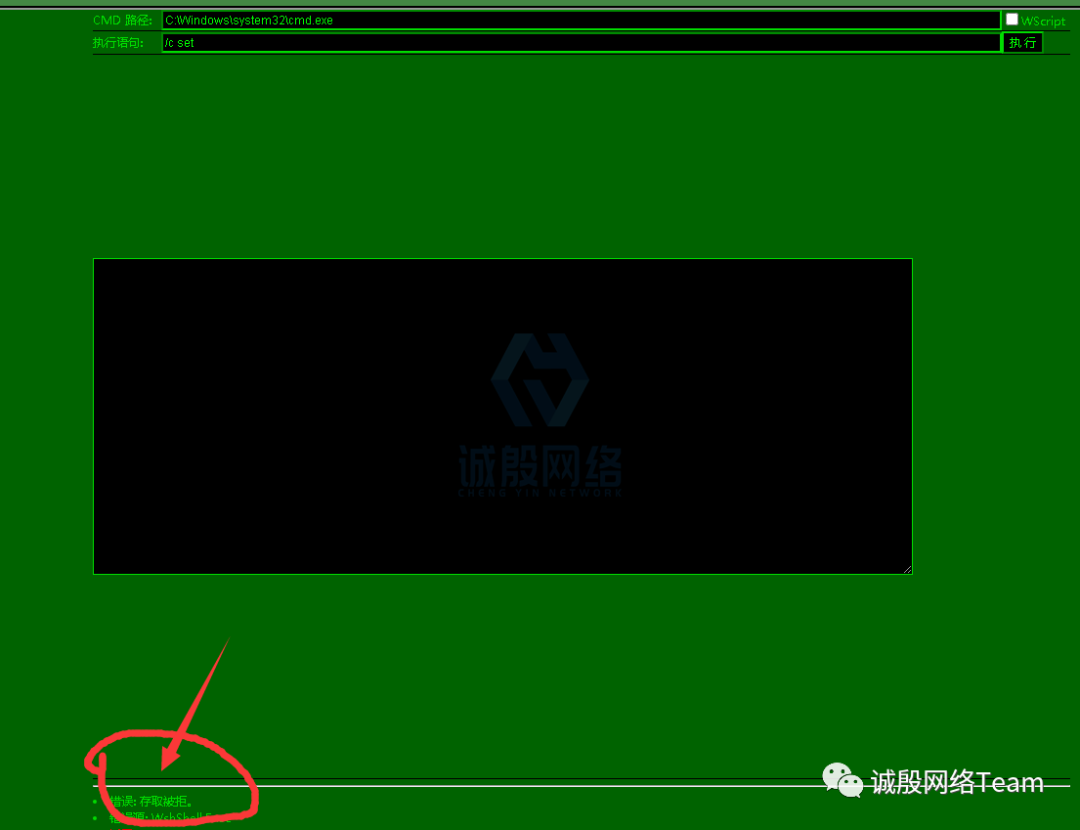 CMD 路径: C:\Windows\system32\cmd.exe WScript
执行语句: /c set 执行
诚殷网络
CHENG YIN NETWORK
诚殷网络Team
错误: 存取被拒。
错误源: WebShell